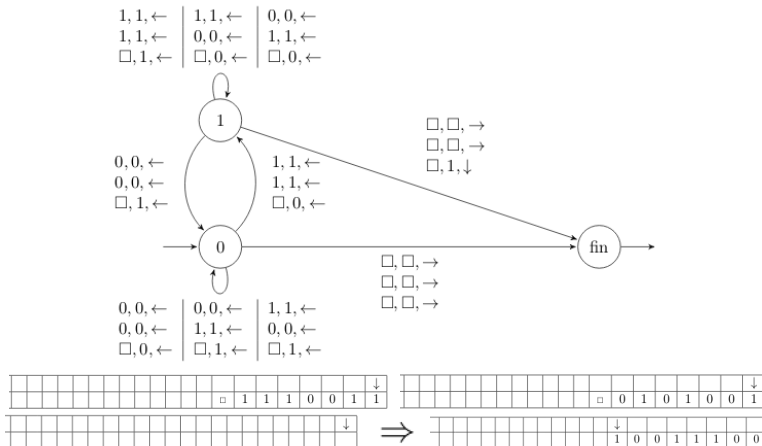 1, 1, ← | 1, 1, ← | 0, 0, ←
1, 1, ← | 0, 0, ← | 1, 1, ←
□, 1, ← | □, 0, ← | □, 0, ←
1
□, □, →
□, □, →
□, 1, ↓
0, 0, ←
0, 0, ←
□, 1, ←
1, 1, ←
1, 1, ←
□, 0, ←
0
fin
□, □, →
□, □, →
□, □, →
0, 0, ← | 0, 0, ← | 1, 1, ←
0, 0, ← | 1, 1, ← | 0, 0, ←
□, 0, ← | □, 1, ← | □, 1, ←
↓
□ 1 1 1 0 0 1 1
↓
□ 0 1 0 1 0 0 1
↓
⇒
↓
1 0 0 1 1 1 0 0